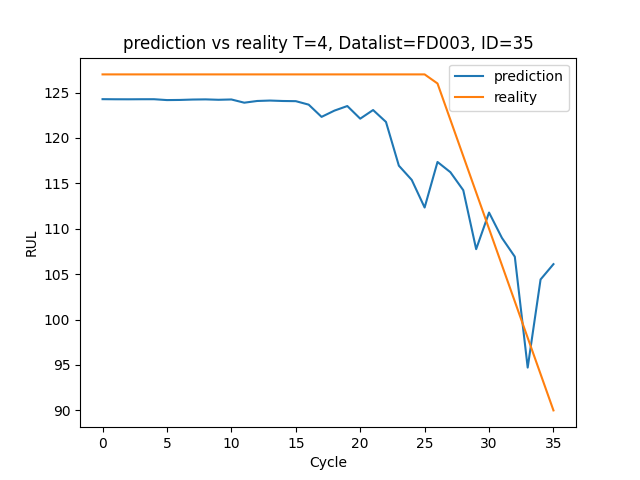 prediction vs reality T=4, Datalist=FD003, ID=35
prediction
reality
RUL
125
120
115
110
105
100
95
90
0 5 10 15 20 25 30 35
Cycle